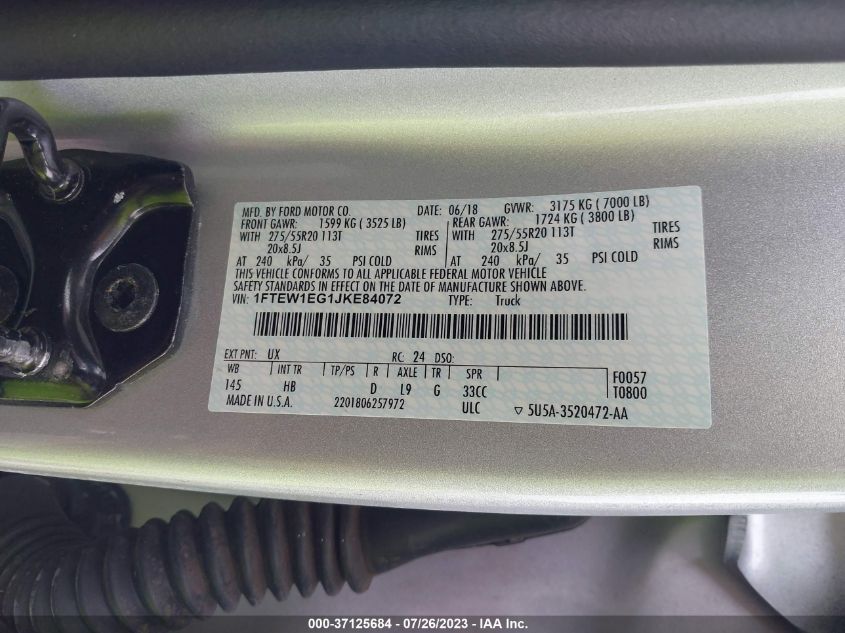 MFD. BY FORD MOTOR CO. DATE: 06/18 GVWR: 3175 KG ( 7000 LB)
FRONT GAWR: 1599 KG ( 3525 LB) REAR GAWR: 1724 KG ( 3800 LB)
WITH 275/55R20 113T TIRES WITH 275/55R20 113T TIRES
20x8.5J RIMS 20x8.5J RIMS
AT 240 kPa/ 35 PSI COLD AT 240 kPa/ 35 PSI COLD
THIS VEHICLE CONFORMS TO ALL APPLICABLE FEDERAL MOTOR VEHICLE
SAFETY STANDARDS IN EFFECT ON THE DATE OF MANUFACTURE SHOWN ABOVE.
VIN: 1FTEW1EG1JKE84072 TYPE: Truck
EXT PNT: UX RC: 24 DSO:
WB INT TR TP/PS R AXLE TR SPR F0057
145 HB D L9 G 33CC T0800
MADE IN U.S.A. 2201806257972 ULC ▽ 5U5A-3520472-AA
000-37125684 - 07/26/2023 - IAA Inc.